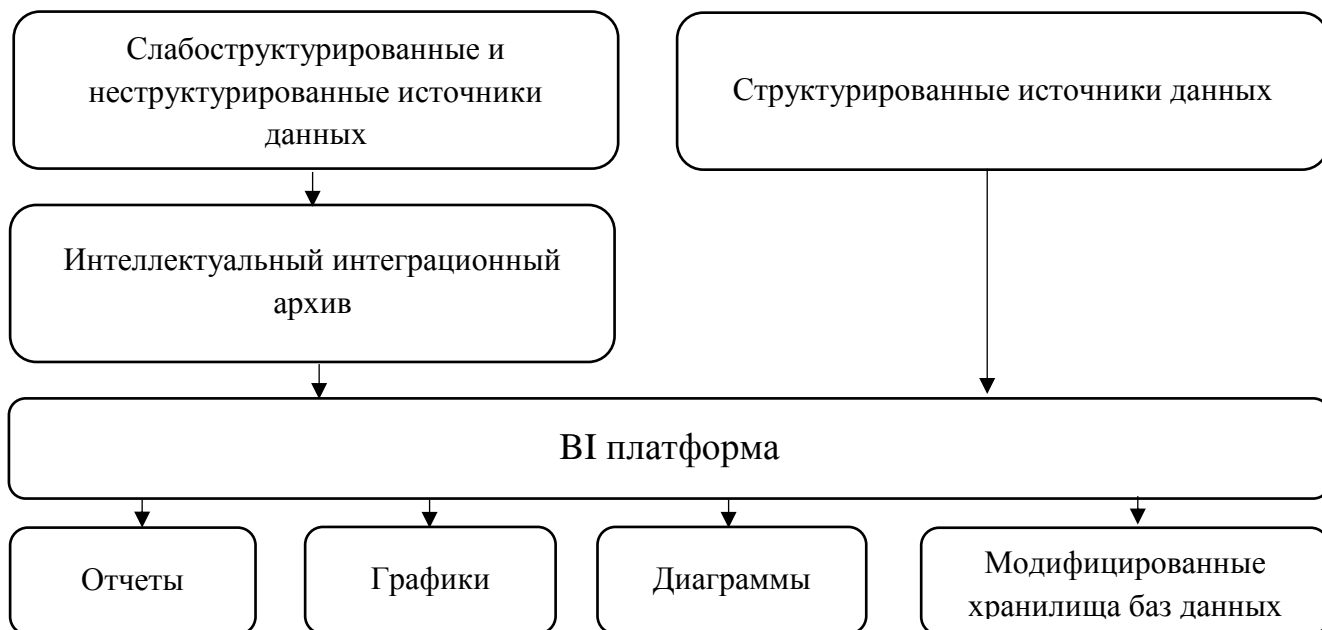 Слабоструктурированные и
неструктурированные источники
данных
Структурированные источники данных
Интеллектуальный интеграционный
архив
BI платформа
Отчеты
Графики
Диаграммы
Модифицированные
хранилища баз данных